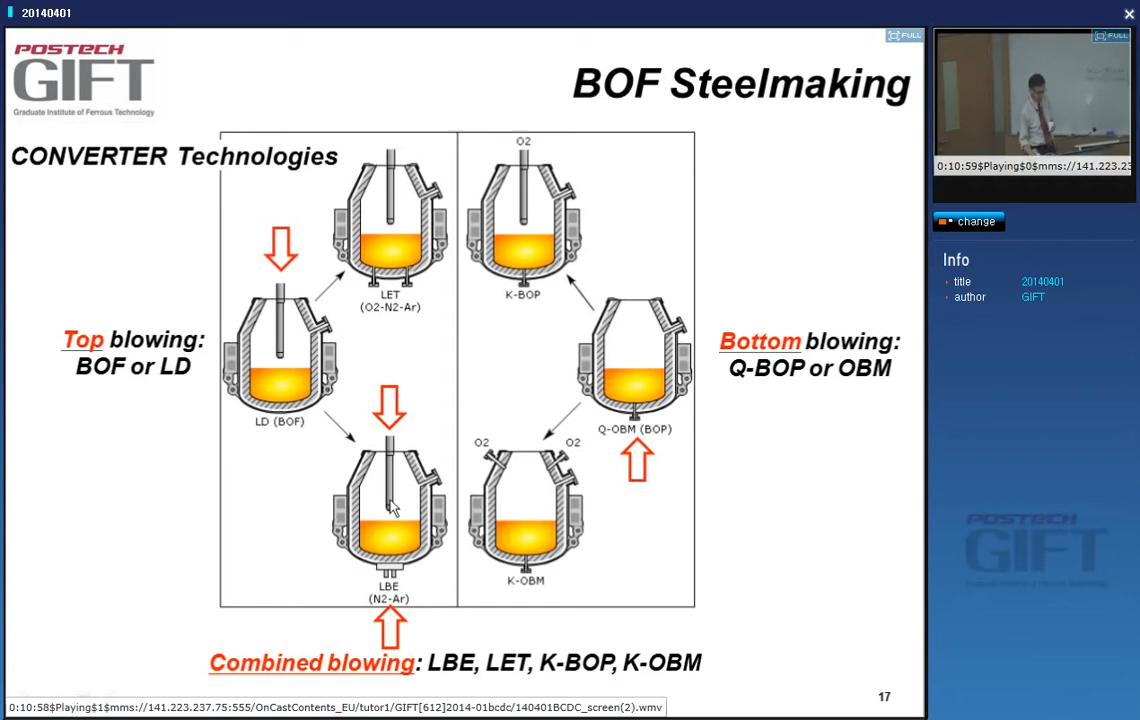 20140401
POSTECH
GIFT
Graduate Institute of Ferrous Technology
FULL
BOF Steelmaking
CONVERTER Technologies
O2
LET
(O2-N2-Ar)
K-BOP
Top blowing:
BOF or LD
LD (BOF)
Bottom blowing:
Q-BOP or OBM
Q-OBM (BOP)
O2
O2
LBE
(N2-Ar)
K-OBM
Combined blowing: LBE, LET, K-BOP, K-OBM
17
0:10:58$Playing$1$mms://141.223.237.75:555/OnCastContents_EU/tutor1/GIFT[612]2014-01bcdc/140401BCDC_screen(2).wmv
FULL
0:10:59$Playing$0$mms://141.223.23
change
Info
title 20140401
author GIFT
POSTECH
GIFT